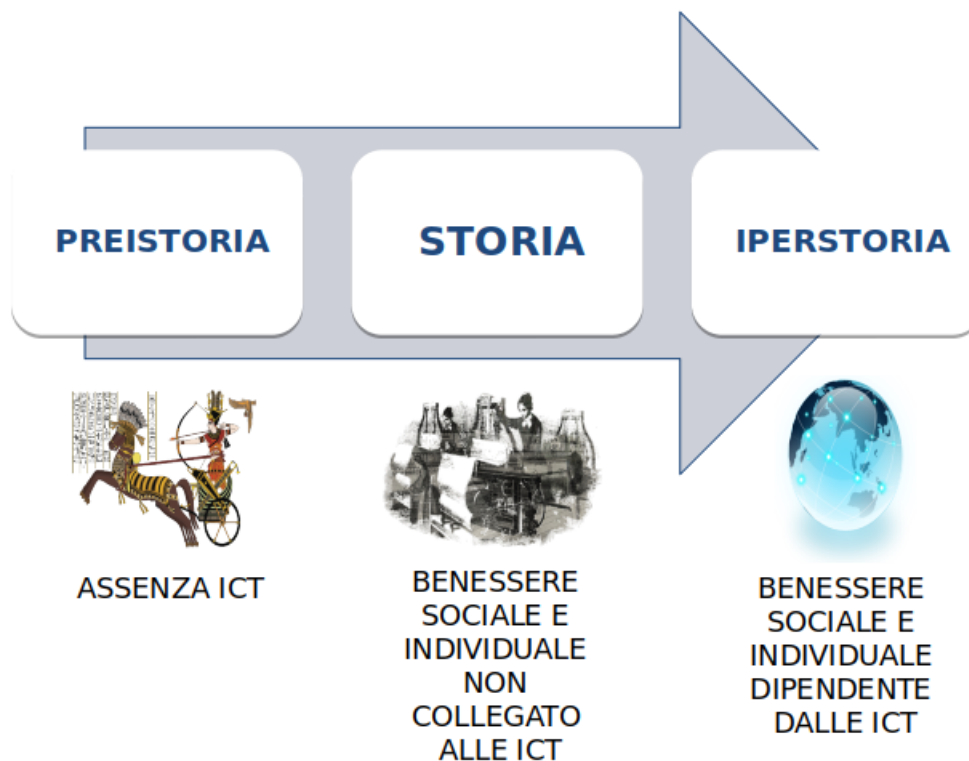 PREISTORIA
STORIA
IPERSTORIA
ASSENZA ICT
BENESSERE
SOCIALE E
INDIVIDUALE
NON
COLLEGATO
ALLE ICT
BENESSERE
SOCIALE E
INDIVIDUALE
DIPENDENTE
DALLE ICT